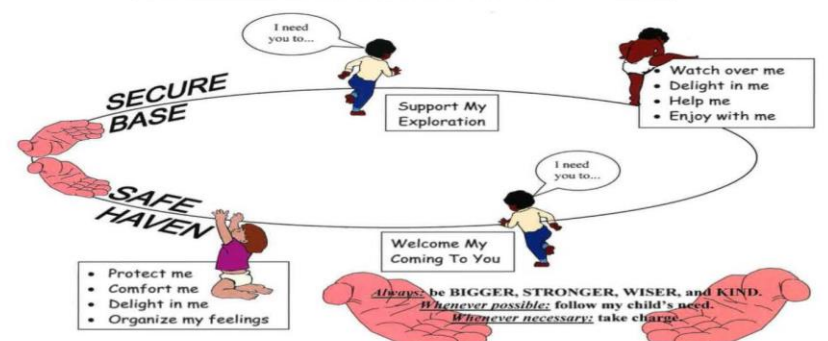 I need
you to...
SECURE
BASE
Support My
Exploration
• Watch over me
• Delight in me
• Help me
• Enjoy with me
I need
you to...
SAFE
HAVEN
Welcome My
Coming To You
• Protect me
• Comfort me
• Delight in me
• Organize my feelings
Always: be BIGGER, STRONGER, WISER, and KIND.
Whenever possible: follow my child's need.
Whenever necessary: take charge.